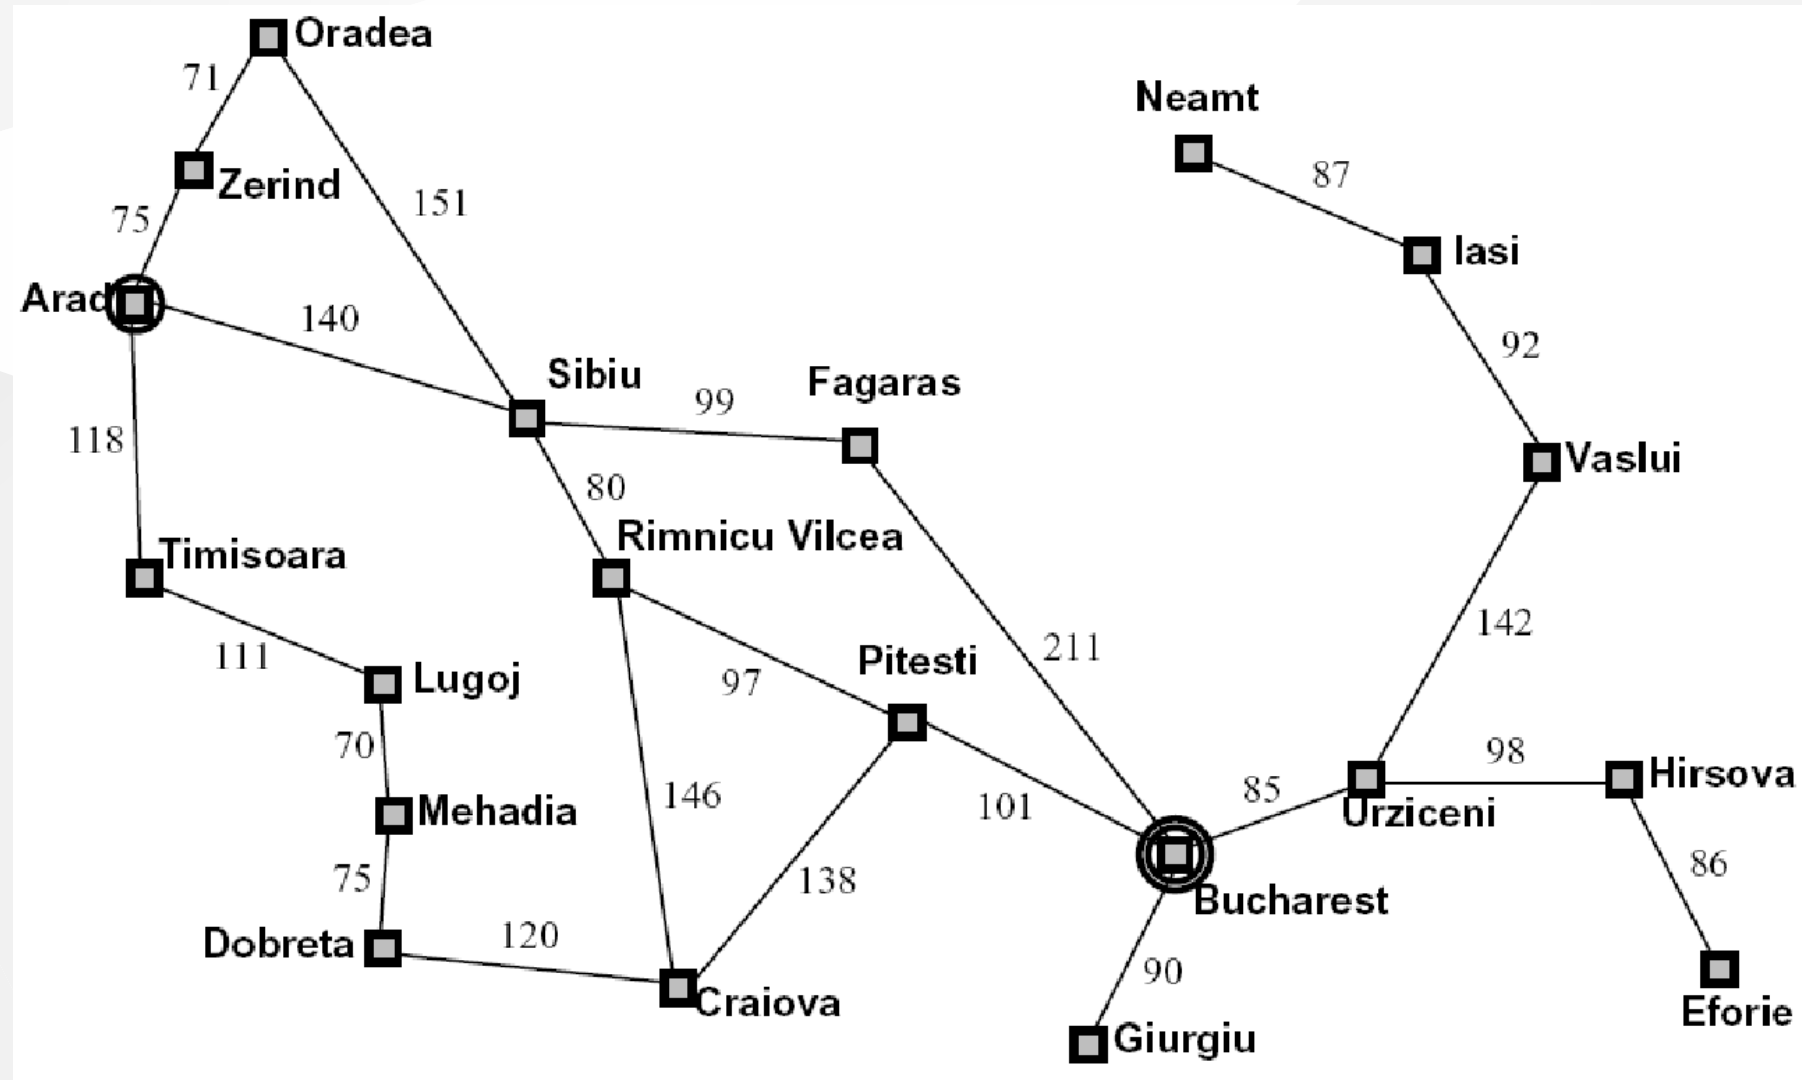 Oradea
71
Neamt
Zerind
87
151
75
Iasi
Arad
140
92
Sibiu
Fagaras
99
118
Vaslui
80
Rimnicu Vilcea
Timisoara
142
211
111
Pitesti
Lugoj
97
70
98
Hirsova
146
85
101
Mehadia
Urziceni
86
75
138
Bucharest
120
Dobreta
90
Craiova
Eforie
Giurgiu